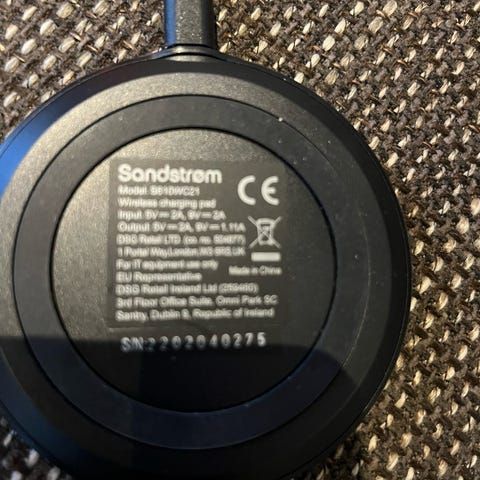 Sandstrøm
Model: S610WC21
Wireless charging pad
Input: 5V⎓2A, 9V⎓2A
Output: 5V⎓2A, 9V⎓1.11A
DSG Retail LTD (co. no. 504877)
1 Portal Way, London, W3 6RS, UK
For IT equipment use only
EU Representative
DSG Retail Ireland Ltd (259460)
3rd Floor Office Suite, Omni Park SC
Santry, Dublin 9, Republic of Ireland
CE
Made in China
S/N:2202040275